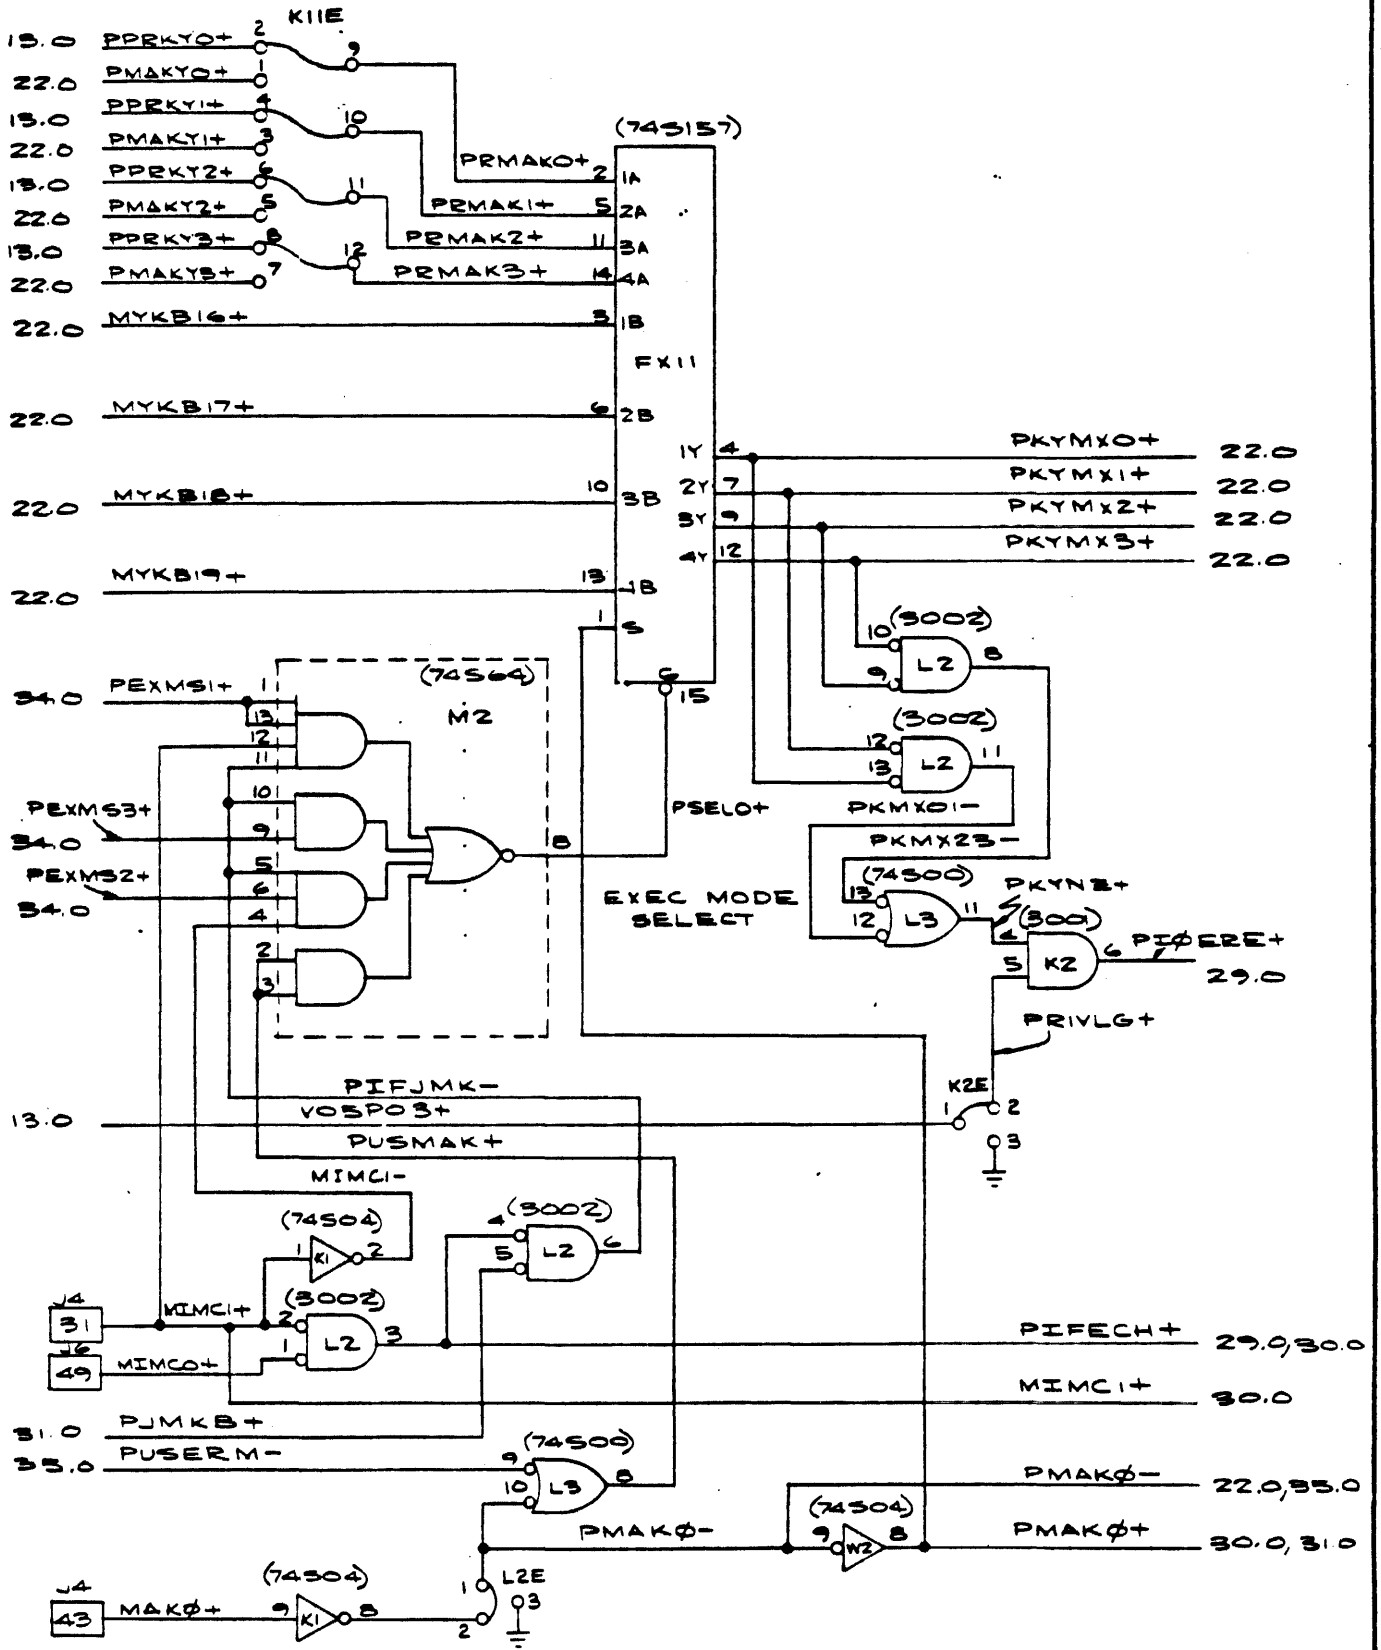 K11E
13.0 PPRKY0+ 2 9
22.0 PMAKY0+ 1
13.0 PPRKY1+ 4 10
22.0 PMAKY1+ 3
13.0 PPRKY2+ 6 11
22.0 PMAKY2+ 5
13.0 PPRKY3+ 8 12
22.0 PMAKY3+ 7
(74S157)
PRMAK0+ 2 1A
PRMAK1+ 5 2A
PRMAK2+ 11 3A
PRMAK3+ 14 4A
22.0 MYKB16+ 3 1B
FX11
22.0 MYKB17+ 6 2B
1Y 4 PKYMX0+ 22.0
2Y 7 PKYMX1+ 22.0
22.0 MYKB18+ 10 3B
3Y 9 PKYMX2+ 22.0
4Y 12 PKYMX3+ 22.0
22.0 MYKB19+ 13 4B
1 S
G 15
(3002)
10 9 L2 8
(3002)
12 13 L2 11
PKMX01-
PKMX23-
(74S64)
M2
34.0 PEXMS1+ 1
13
12
11
10
PEXMS3+ 9
34.0
5
PEXMS2+ 6
34.0
4
2
3
8
PSEL0+
EXEC MODE
SELECT
(74S00)
13 12 L3 11
PKYNZ+
(3001)
4 5 K2 6
PIØERE+
29.0
PRIVLG+
K2E
1 2
3
PIFJMK-
13.0 V05P03+
PUSMAK+
MIMC1-
(74S04)
1 K1 2
(3002)
4 5 L2 6
J4
31 MIMC1+
(3002)
2 1 L2 3
J6
49 MIMC0+
PIFECH+ 29.0,30.0
MIMC1+ 30.0
31.0 PJMKB+
35.0 PUSERM-
(74S00)
9 10 L3 8
PMAKØ- 22.0,35.0
PMAKØ-
(74S04)
9 W2 8
PMAKØ+ 30.0, 31.0
(74S04)
J4
43 MAKØ+ 9 K1 8
L2E
1
2
3